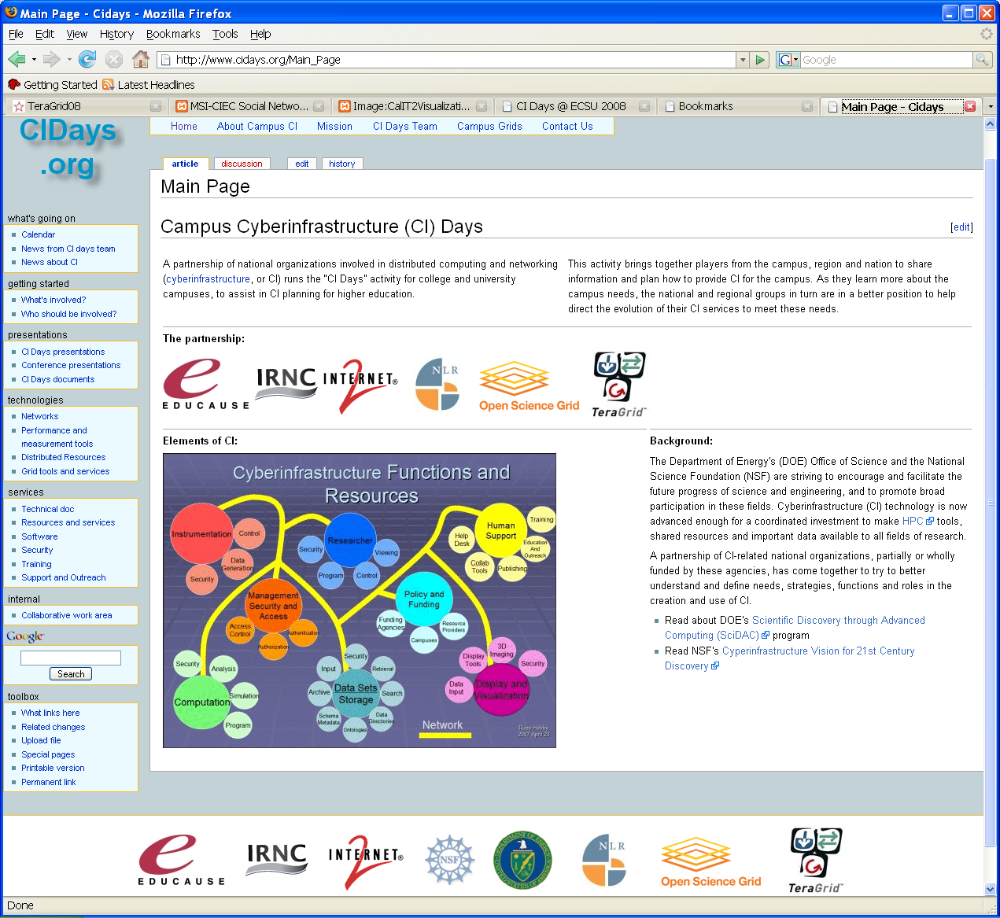 Main Page - Cidays - Mozilla Firefox
File Edit View History Bookmarks Tools Help
http://www.cidays.org/Main_Page
G Google
Getting Started Latest Headlines
TeraGrid08 MSI-CIEC Social Netwo... Image:CalIT2Visualizati... CI Days @ ECSU 2008 Bookmarks Main Page - Cidays
CIDays
.org
Home About Campus CI Mission CI Days Team Campus Grids Contact Us
article discussion edit history
Main Page
Campus Cyberinfrastructure (CI) Days [edit]
A partnership of national organizations involved in distributed computing and networking
(cyberinfrastructure, or CI) runs the "CI Days" activity for college and university
campuses, to assist in CI planning for higher education.
This activity brings together players from the campus, region and nation to share
information and plan how to provide CI for the campus. As they learn more about the
campus needs, the national and regional groups in turn are in a better position to help
direct the evolution of their CI services to meet these needs.
The partnership:
e EDUCAUSE
IRNC
INTERNET 2®
NLR
Open Science Grid
TeraGrid™
Elements of CI:
Cyberinfrastructure Functions and
Resources
Instrumentation
Control
Data
Generation
Security
Researcher
Security
Viewing
Program
Control
Human
Support
Training
Help
Desk
Education
And
Outreach
Collab
Tools
Publishing
Management
Security and
Access
Access
Control
Authentication
Authorization
Policy and
Funding
Funding
Agencies
Resource
Providers
Campuses
Computation
Security
Analysis
Simulation
Program
Data Sets
Storage
Security
Input
Retrieval
Archive
Search
Schema
Metadata
Data
Directories
Ontologies
Display and
Visualization
3D
Imaging
Display
Tools
Security
Data
Input
Network
Russ Hobby
2007 April 23
Background:
The Department of Energy's (DOE) Office of Science and the National
Science Foundation (NSF) are striving to encourage and facilitate the
future progress of science and engineering, and to promote broad
participation in these fields. Cyberinfrastructure (CI) technology is now
advanced enough for a coordinated investment to make HPC tools,
shared resources and important data available to all fields of research.
A partnership of CI-related national organizations, partially or wholly
funded by these agencies, has come together to try to better
understand and define needs, strategies, functions and roles in the
creation and use of CI.
Read about DOE's Scientific Discovery through Advanced
Computing (SciDAC) program
Read NSF's Cyperinfrastructure Vision for 21st Century
Discovery
what's going on
Calendar
News from CI days team
News about CI
getting started
What's involved?
Who should be involved?
presentations
CI Days presentations
Conference presentations
CI Days documents
technologies
Networks
Performance and
measurement tools
Distributed Resources
Grid tools and services
services
Technical doc
Resources and services
Software
Security
Training
Support and Outreach
internal
Collaborative work area
Google
Search
toolbox
What links here
Related changes
Upload file
Special pages
Printable version
Permanent link
e EDUCAUSE
IRNC
INTERNET 2®
NSF
NLR
Open Science Grid
TeraGrid™
Done